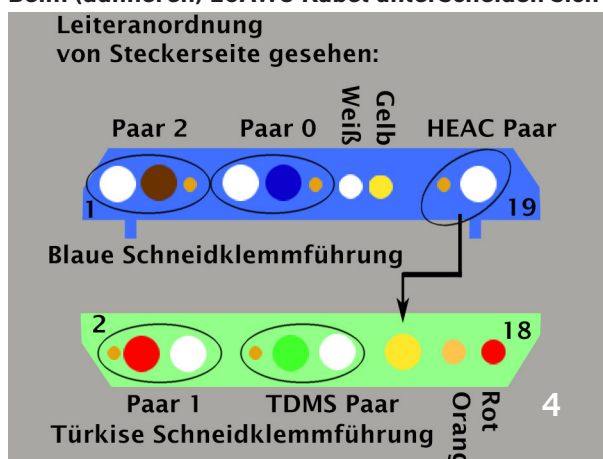 Leiteranordnung
von Steckerseite gesehen:
Paar 2
Paar 0
Weiß
Gelb
HEAC Paar
1
19
Blaue Schneidklemmführung
2
18
Paar 1
TDMS Paar
Orang
Rot
4
Türkise Schneidklemmführung